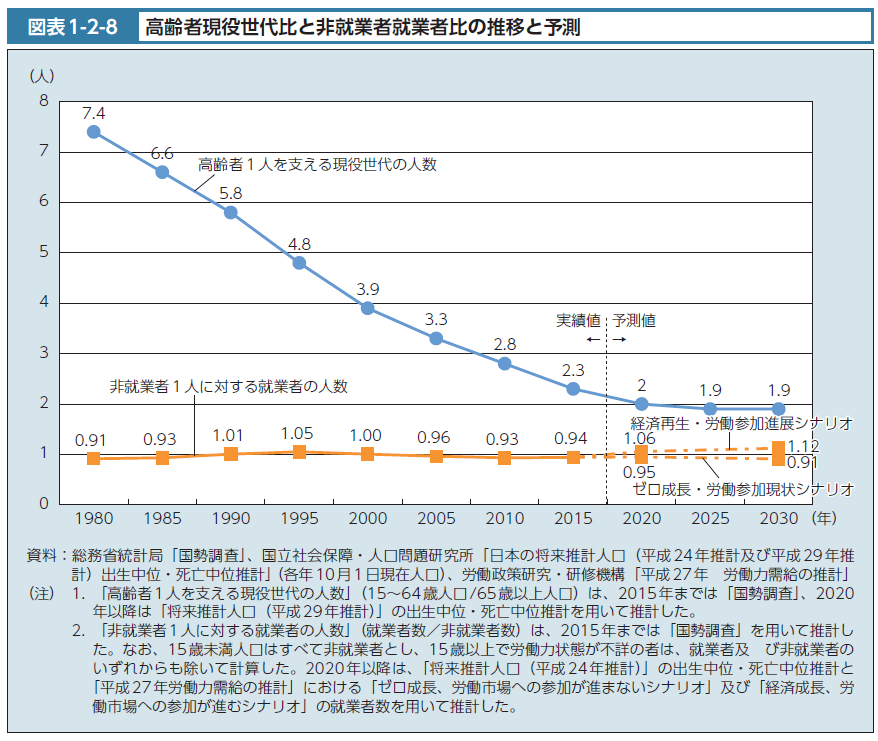 図表1-2-8 高齢者現役世代比と非就業者就業者比の推移と予測
(人)
8
7
6
5
4
3
2
1
0
7.4
6.6
高齢者1人を支える現役世代の人数
5.8
4.8
3.9
3.3
2.8
2.3
2
1.9
1.9
実績値 予測値
← →
非就業者1人に対する就業者の人数
経済再生・労働参加進展シナリオ
0.91 0.93 1.01 1.05 1.00 0.96 0.93 0.94 1.06
1.12
0.95
0.91
ゼロ成長・労働参加現状シナリオ
1980 1985 1990 1995 2000 2005 2010 2015 2020 2025 2030 (年)
資料:総務省統計局「国勢調査」、国立社会保障・人口問題研究所「日本の将来推計人口(平成24年推計及び平成29年推
計)出生中位・死亡中位推計」(各年10月1日現在人口)、労働政策研究・研修機構「平成27年 労働力需給の推計」
(注) 1. 「高齢者1人を支える現役世代の人数」(15~64歳人口/65歳以上人口)は、2015年までは「国勢調査」、2020
年以降は「将来推計人口(平成29年推計)」の出生中位・死亡中位推計を用いて推計した。
2. 「非就業者1人に対する就業者の人数」(就業者数/非就業者数)は、2015年までは「国勢調査」を用いて推計し
た。なお、15歳未満人口はすべて非就業者とし、15歳以上で労働力状態が不詳の者は、就業者及 び非就業者の
いずれからも除いて計算した。2020年以降は、「将来推計人口(平成24年推計)」の出生中位・死亡中位推計と
「平成27年労働力需給の推計」における「ゼロ成長、労働市場への参加が進まないシナリオ」及び「経済成長、労
働市場への参加が進むシナリオ」の就業者数を用いて推計した。